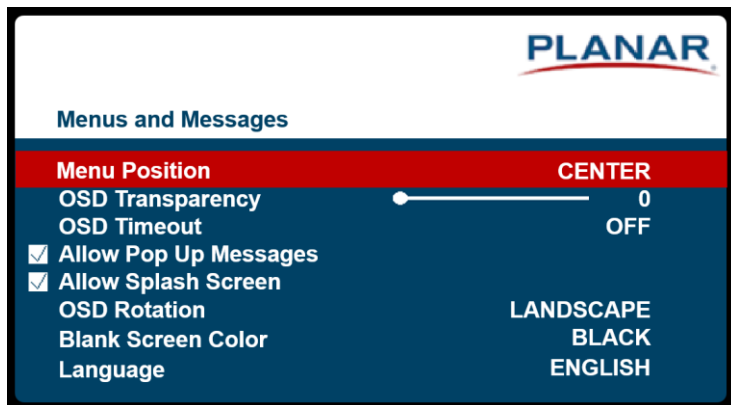 PLANAR
Menus and Messages
Menu Position CENTER
OSD Transparency 0
OSD Timeout OFF
Allow Pop Up Messages
Allow Splash Screen
OSD Rotation LANDSCAPE
Blank Screen Color BLACK
Language ENGLISH